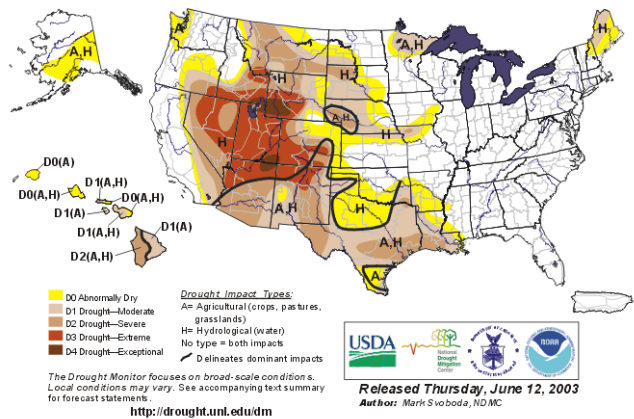 A,H
A
H
A,H
H
H
A,H
H
H
D0(A)
D0(A,H)
D1(A,H)
D0(A,H)
D1(A)
D1(A,H)
D1(A)
D2(A,H)
A,H
H
A,H
A
D0 Abnormally Dry
D1 Drought—Moderate
D2 Drought—Severe
D3 Drought—Extreme
D4 Drought—Exceptional
Drought Impact Types:
A= Agricultural (crops, pastures,
grasslands)
H= Hydrological (water)
No type = both impacts
Delineates dominant impacts
The Drought Monitor focuses on broad-scale conditions.
Local conditions may vary. See accompanying text summary
for forecast statements.
http://drought.unl.edu/dm
USDA
National
Drought
Mitigation
Center
NOAA
Released Thursday, June 12, 2003
Author: Mark Svoboda, NDMC